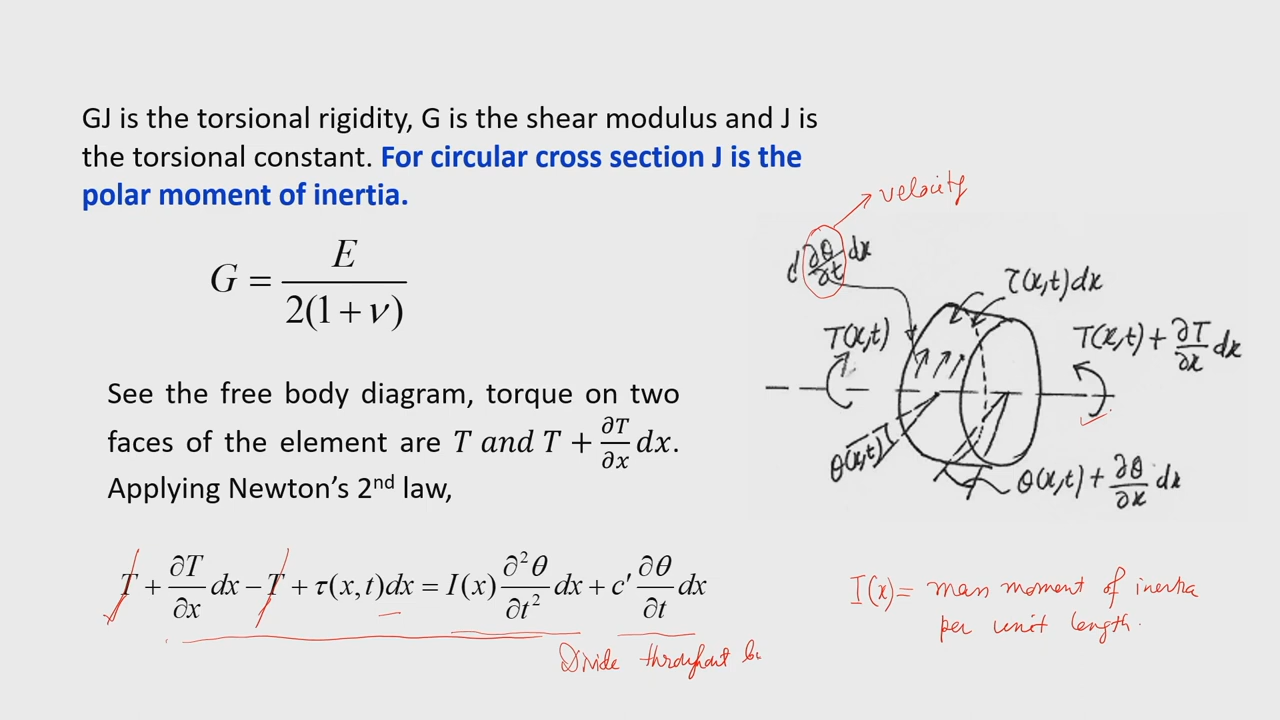 GJ is the torsional rigidity, G is the shear modulus and J is
the torsional constant. For circular cross section J is the
polar moment of inertia.
G = E / 2(1 + ν)
velocity
d ∂θ/∂t dx
τ(x,t) dx
T(x,t)
T(x,t) + ∂T/∂x dx
θ(x,t)
θ(x,t) + ∂θ/∂x dx
See the free body diagram, torque on two
faces of the element are T and T + ∂T/∂x dx.
Applying Newton's 2nd law,
T + ∂T/∂x dx − T + τ(x,t)dx = I(x) ∂²θ/∂t² dx + c′ ∂θ/∂t dx
I(x) = mass moment of inertia
per unit length.
Divide throughout